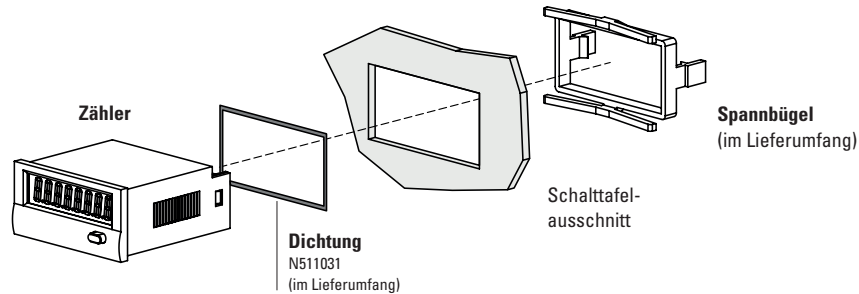 Zähler
Spannbügel
(im Lieferumfang)
Schalttafel-
ausschnitt
Dichtung
N511031
(im Lieferumfang)